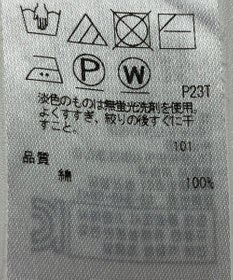 P W
P23T
淡色のものは無蛍光洗剤を使用。
よくすすぎ、絞りの後すぐに干
すこと。
101
品質
綿 100%